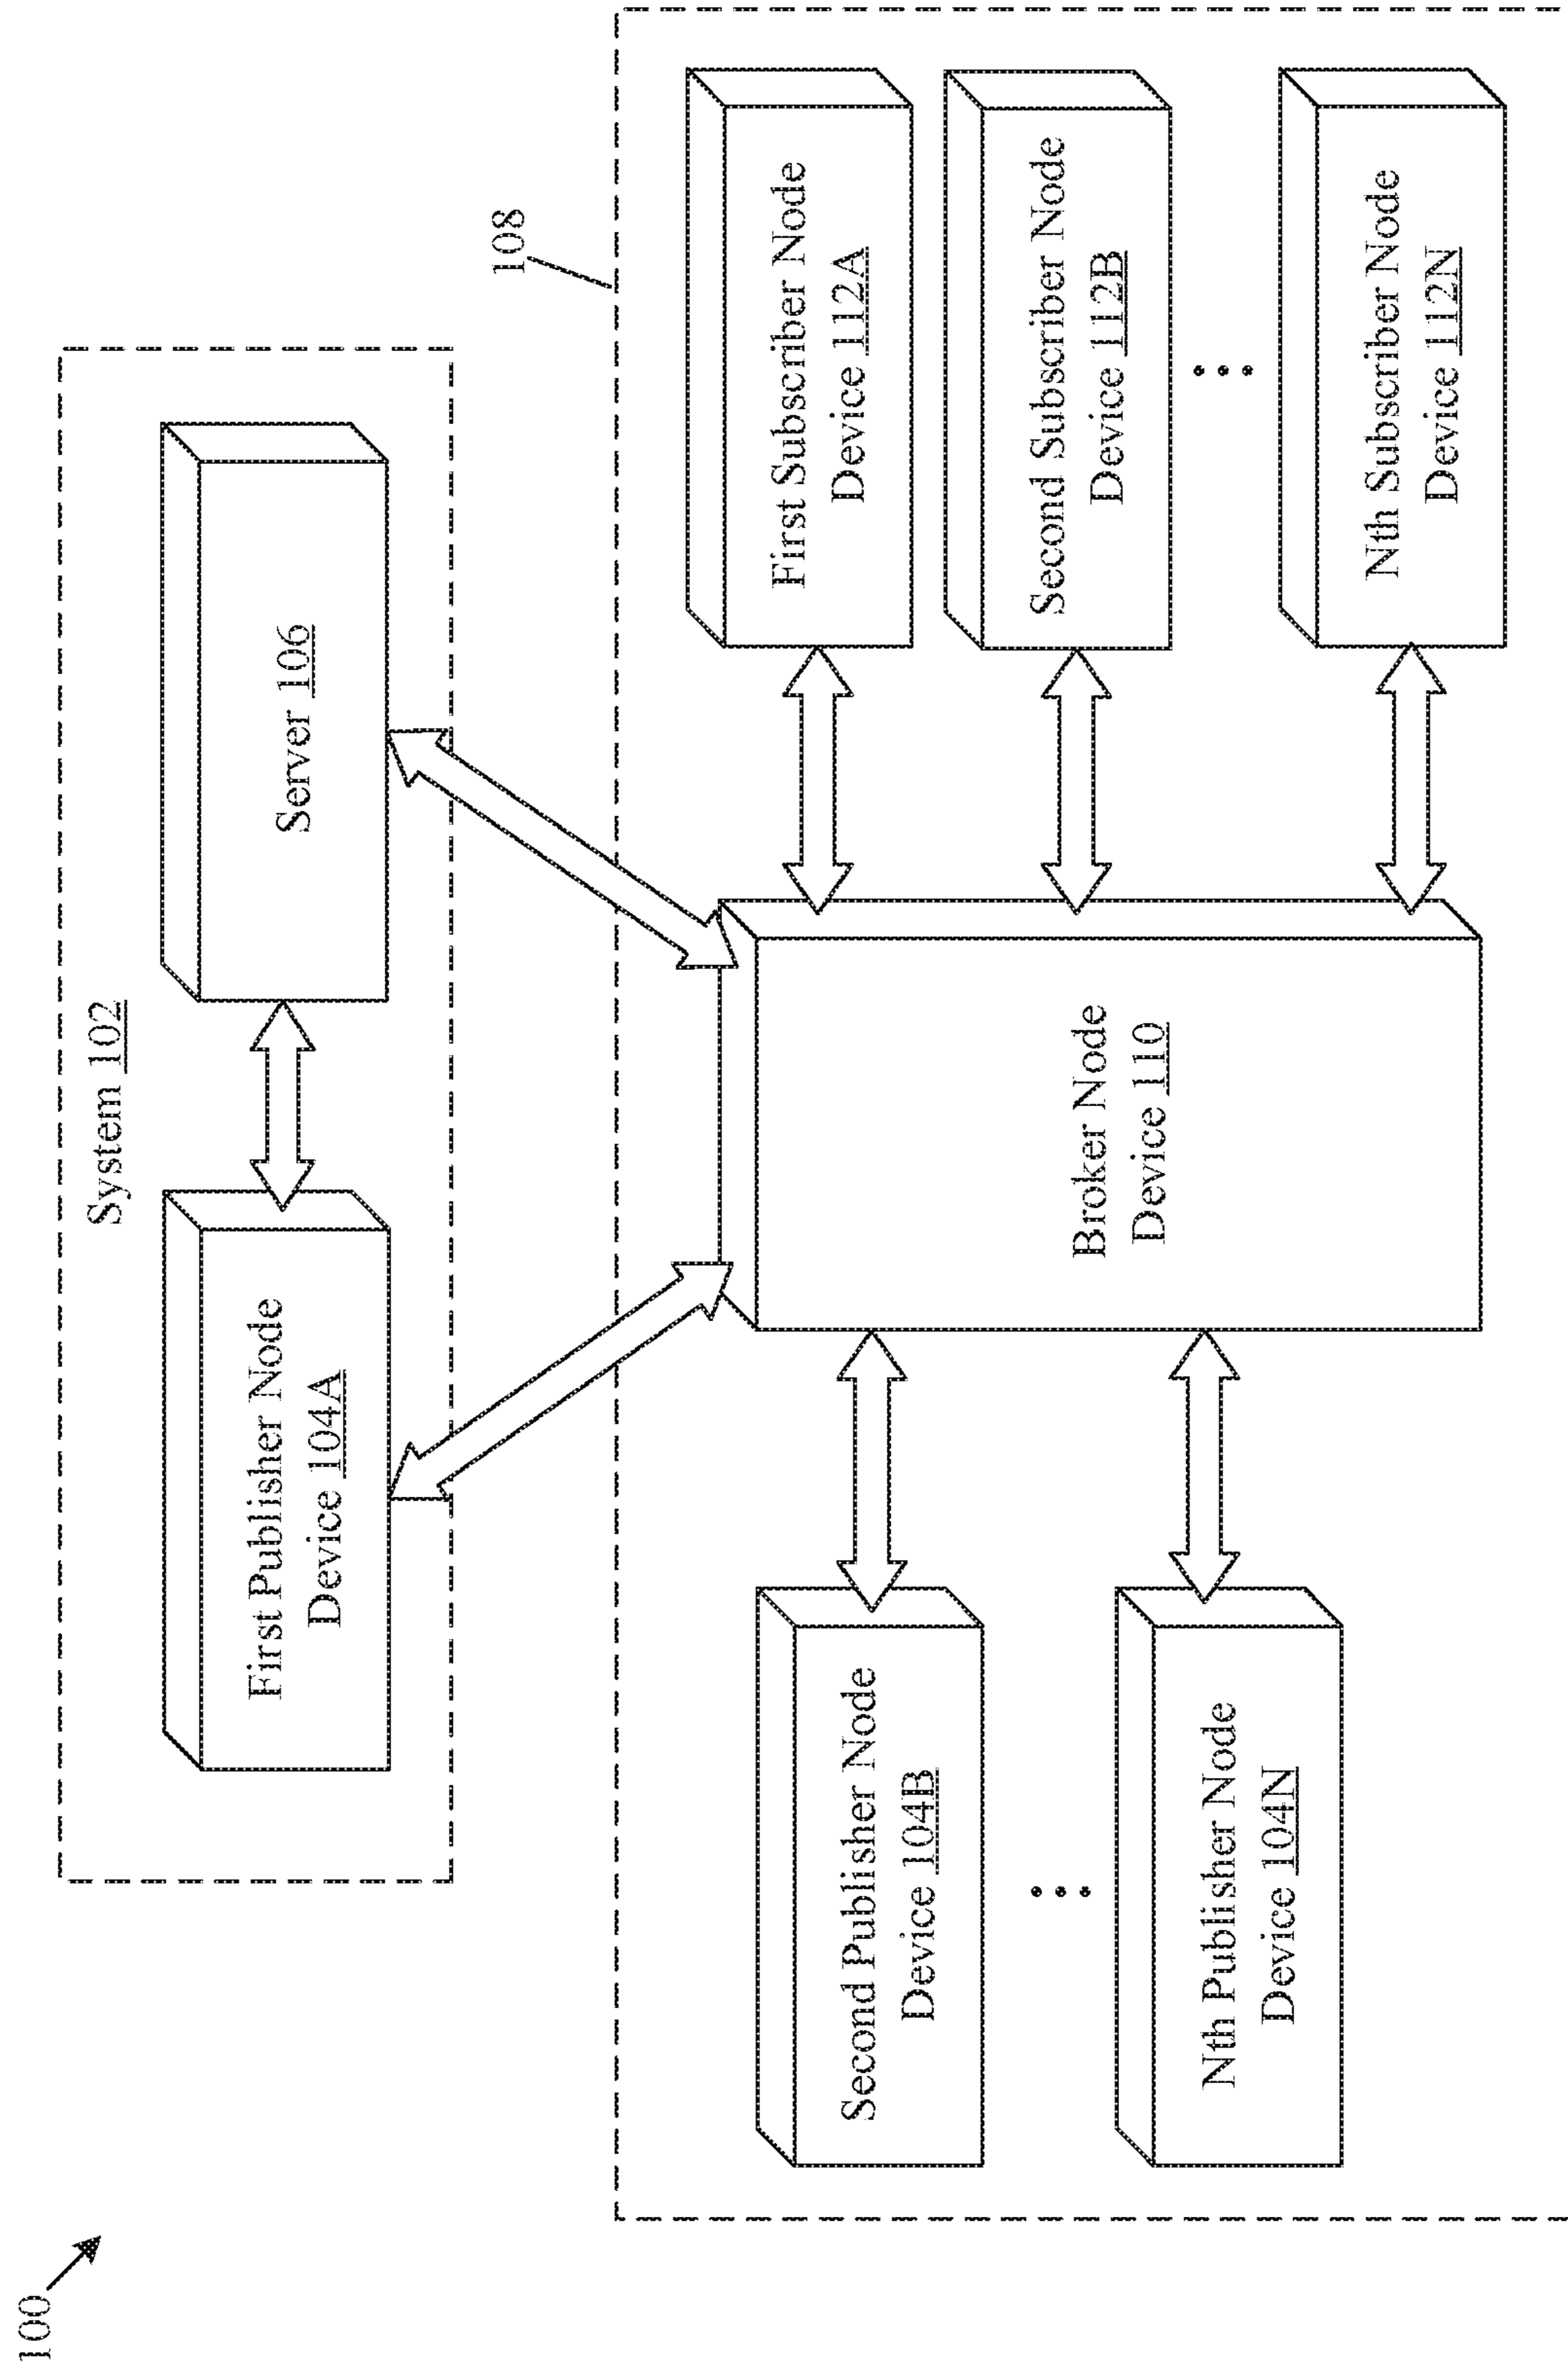 100
System 102
First Publisher Node
Device 104A
Server 106
108
Second Publisher Node
Device 104B
Nth Publisher Node
Device 104N
Broker Node
Device 110
First Subscriber Node
Device 112A
Second Subscriber Node
Device 112B
Nth Subscriber Node
Device 112N